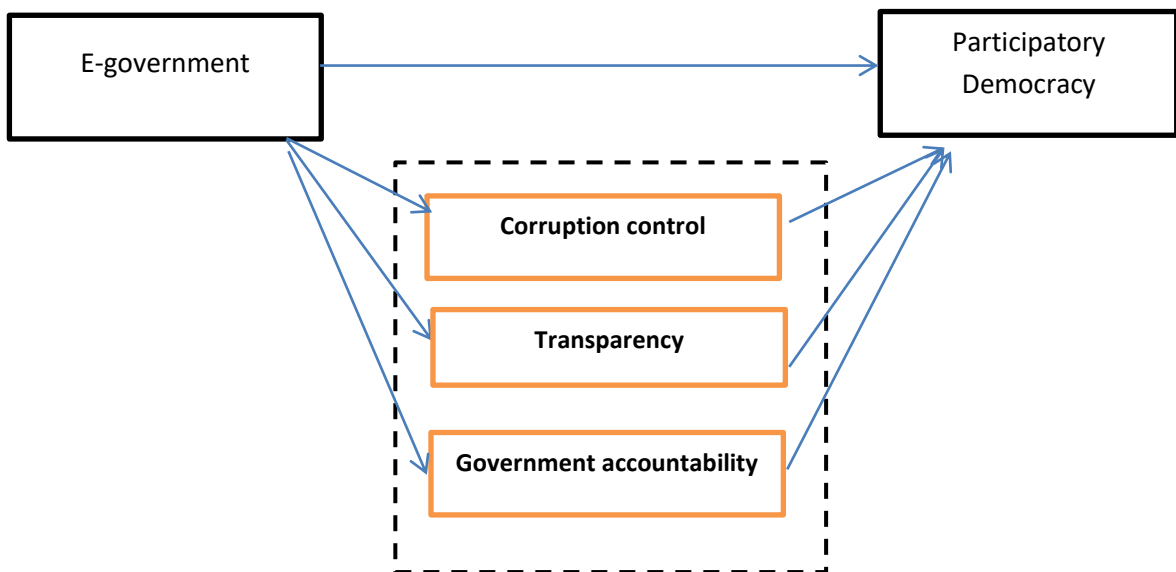 E-government
Participatory
Democracy
Corruption control
Transparency
Government accountability